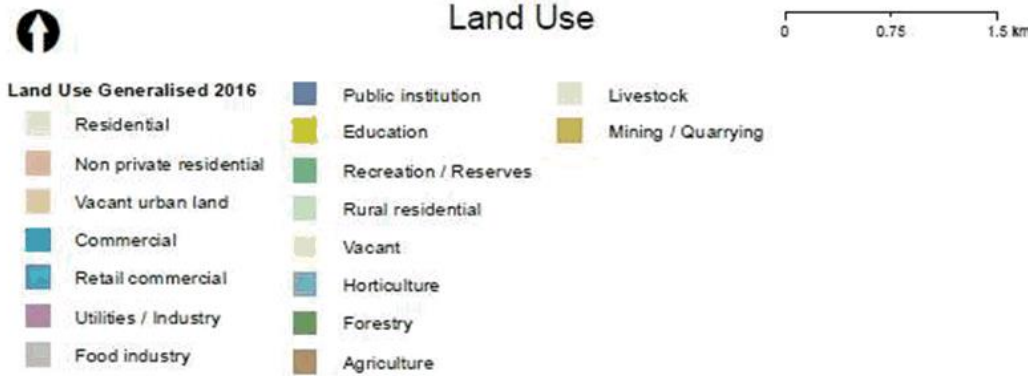 Land Use
0 0.75 1.5 km
Land Use Generalised 2016
Residential
Non private residential
Vacant urban land
Commercial
Retail commercial
Utilities / Industry
Food industry
Public institution
Education
Recreation / Reserves
Rural residential
Vacant
Horticulture
Forestry
Agriculture
Livestock
Mining / Quarrying